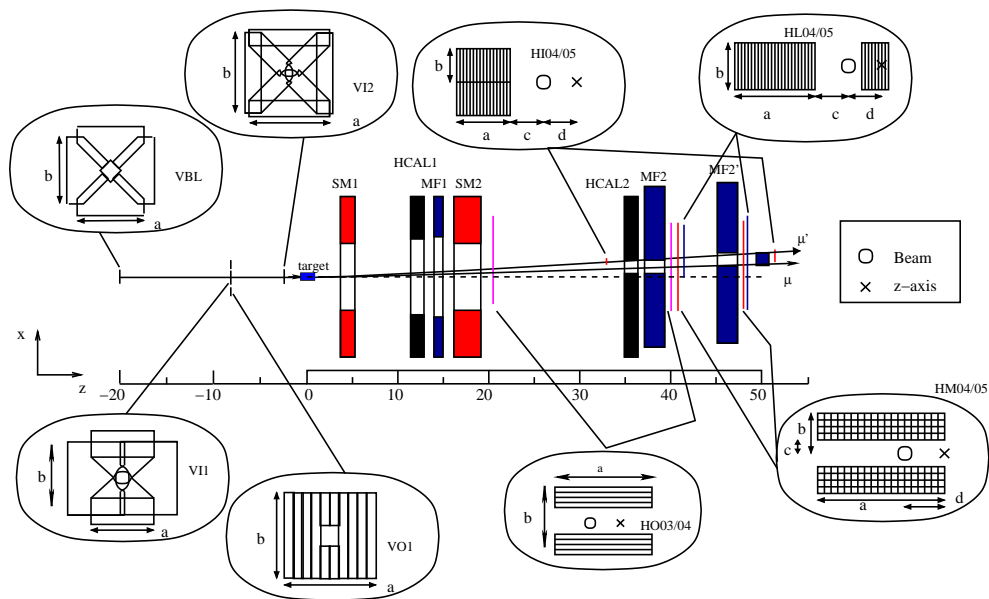 b
VI2
a
HI04/05
b
a
c
d
HL04/05
b
a
c
d
b
VBL
a
HCAL1
SM1
MF1
SM2
HCAL2
MF2
MF2'
target
μ'
μ
Beam
z-axis
x
z
-20
-10
0
10
20
30
40
50
b
VI1
a
b
VO1
a
a
b
HO03/04
HM04/05
b
c
a
d